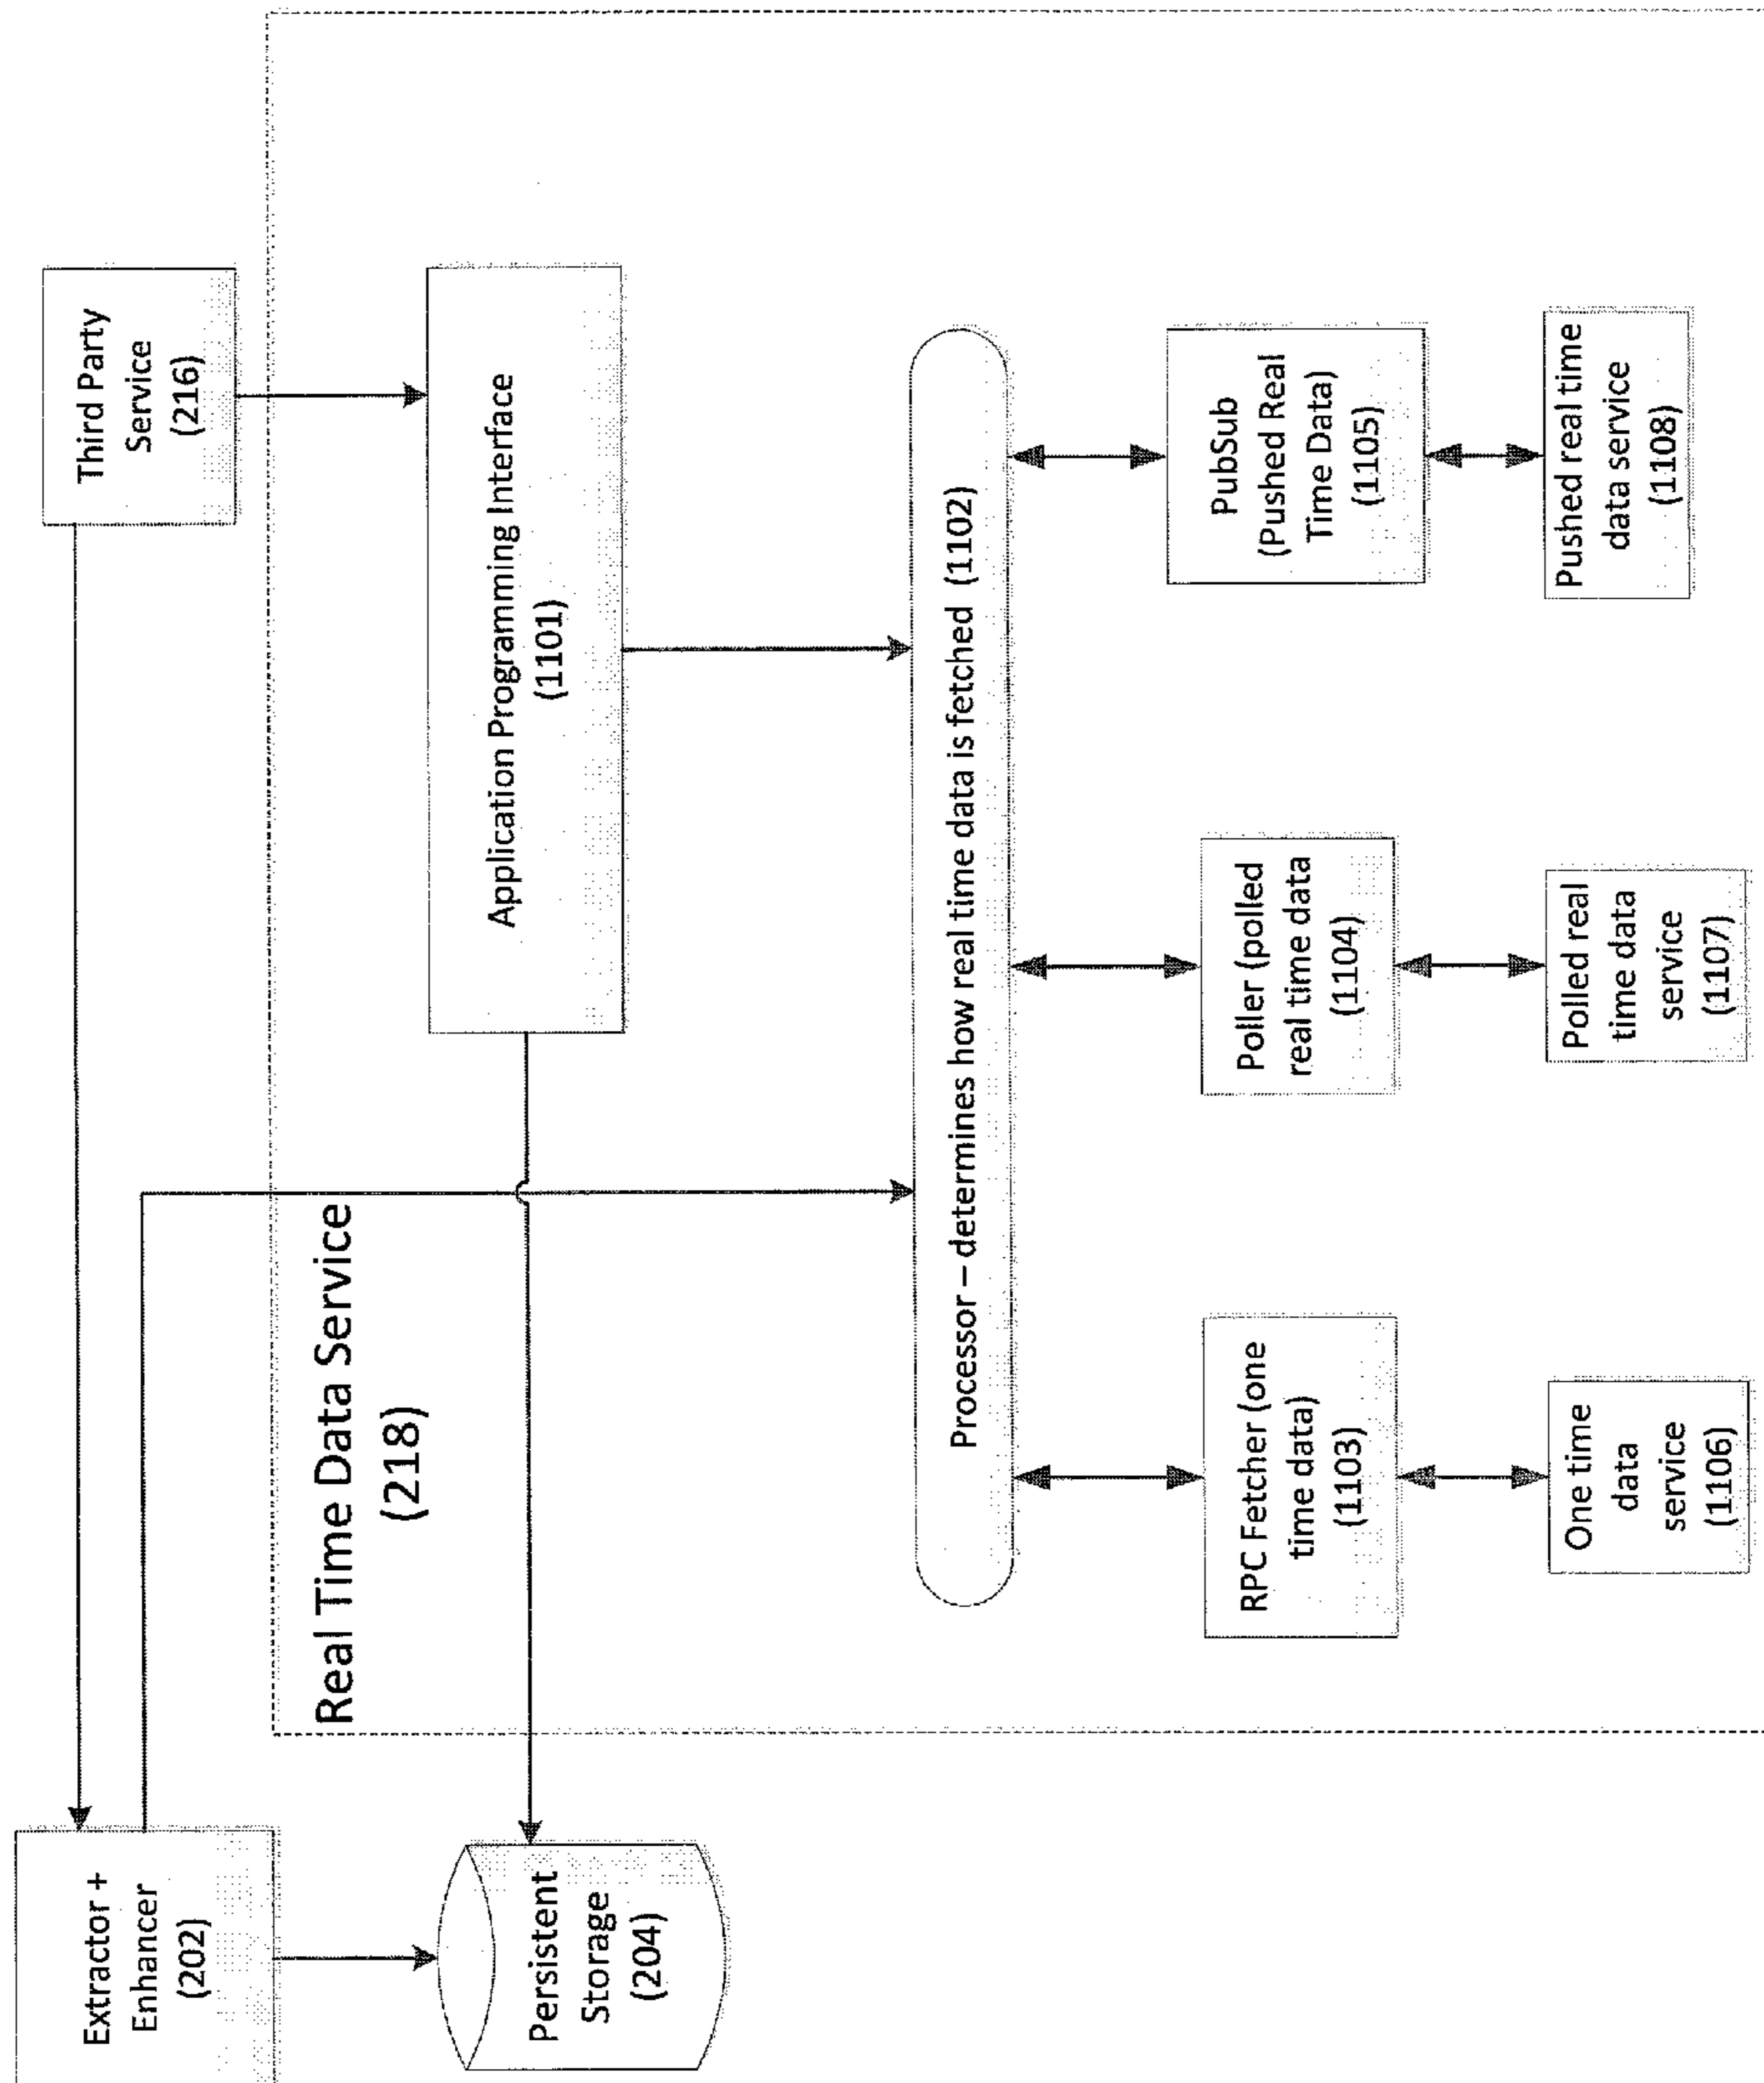 Extractor +
Enhancer
(202)
Third Party
Service
(216)
Real Time Data Service
(218)
Persistent
Storage
(204)
Application Programming Interface
(1101)
Processor – determines how real time data is fetched (1102)
RPC Fetcher (one
time data)
(1103)
Poller (polled
real time data
(1104)
PubSub
(Pushed Real
Time Data)
(1105)
One time
data
service
(1106)
Polled real
time data
service
(1107)
Pushed real time
data service
(1108)